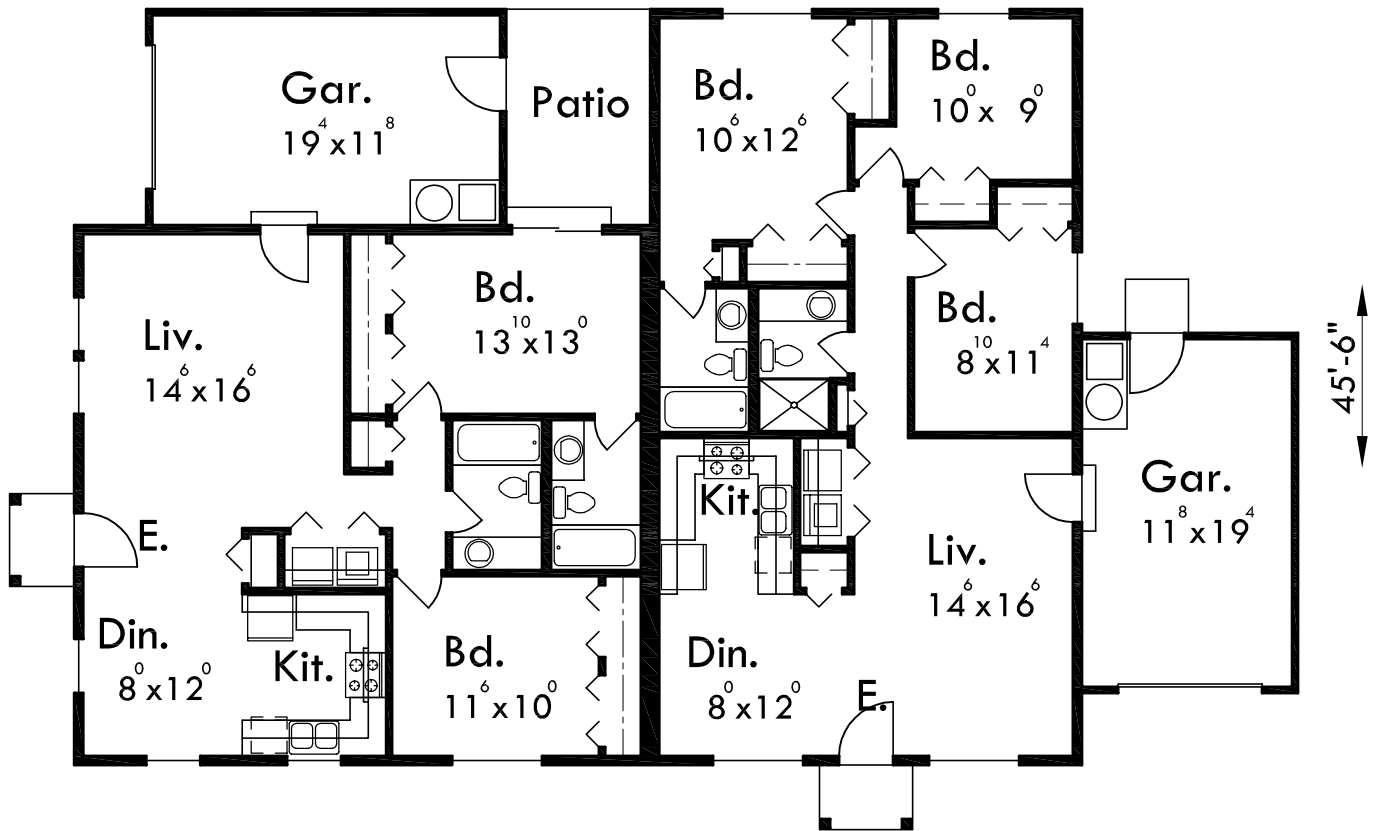 Gar.
19⁴x11⁸
Patio
Bd.
10⁶x12⁶
Bd.
10⁰x 9⁰
Liv.
14⁶x16⁶
Bd.
13¹⁰x13⁰
Bd.
8¹⁰x11⁴
45'-6"
E.
Din.
8⁰x12⁰
Kit.
Bd.
11⁶x10⁰
Kit.
Din.
8⁰x12⁰
E.
Liv.
14⁶x16⁶
Gar.
11⁸x19⁴